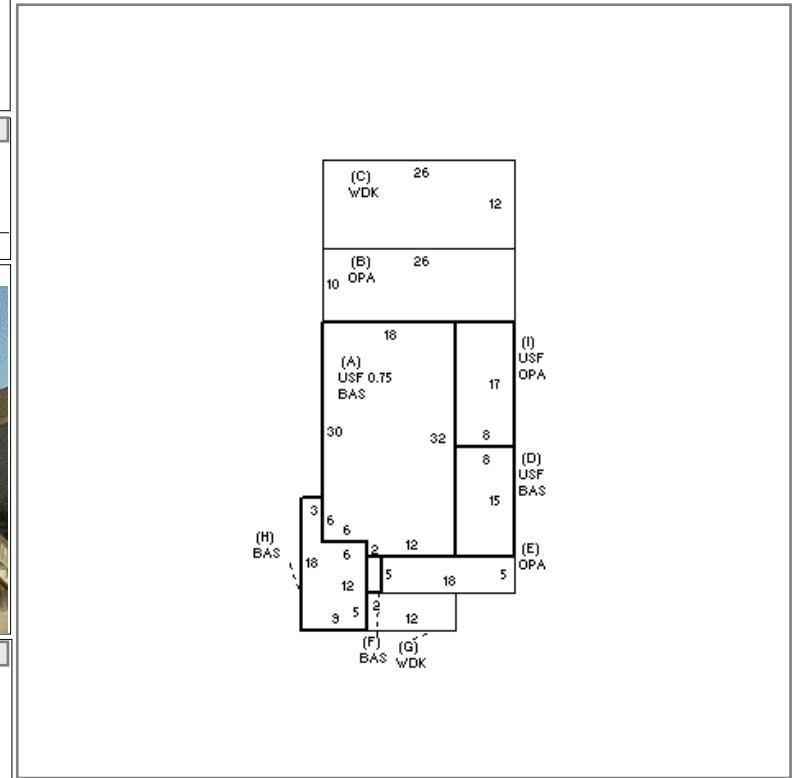 (C)
WDK
26
12
(B)
OPA
26
10
18
(A)
USF 0.75
BAS
(I)
USF
OPA
17
30
32
8
8
(D)
USF
BAS
15
3
6
6
(H)
BAS
18
6
2
12
(E)
OPA
12
5
18
5
9
5
2
12
(F)
BAS
(G)
WDK